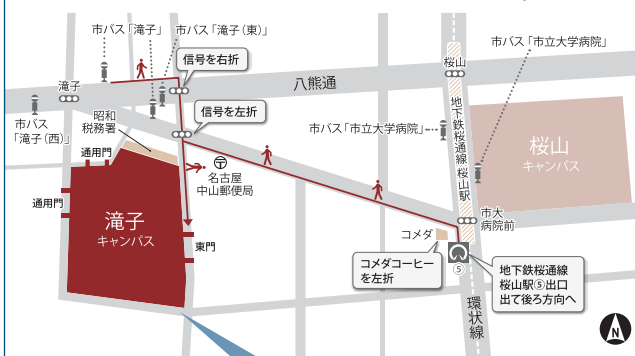 市バス「滝子」
市バス「滝子(東)」
市バス「市立大学病院」
信号を右折
桜山
滝子
八熊通
昭和
税務署
信号を左折
市バス
「滝子(西)」
市バス「市立大学病院」
地下鉄桜通線 桜山駅
桜山
キャンパス
通用門
〒
名古屋
中山郵便局
通用門
滝子
キャンパス
東門
コメダ
市大
病院前
コメダコーヒー
を左折
⑤
地下鉄桜通線
桜山駅⑤出口
出て後ろ方向へ
環状線
N